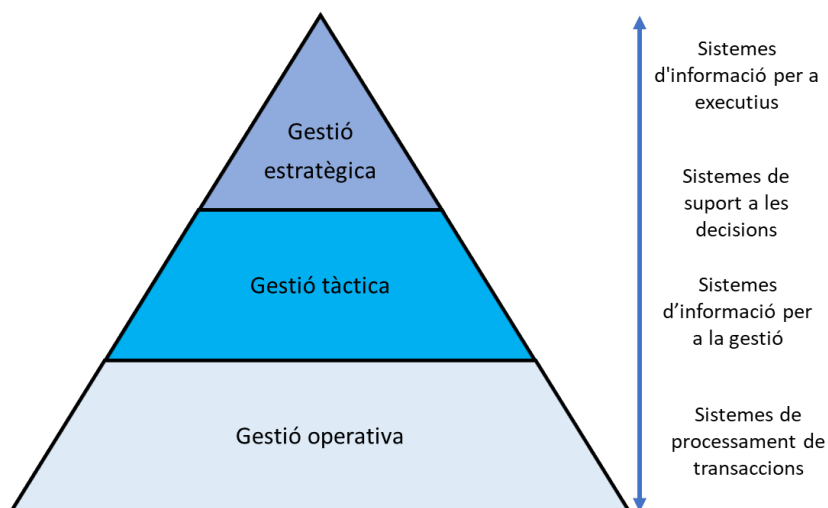 Gestió
estratègica
Gestió tàctica
Gestió operativa
Sistemes
d'informació per a
executius
Sistemes de
suport a les
decisions
Sistemes
d’informació per
a la gestió
Sistemes de
processament de
transaccions